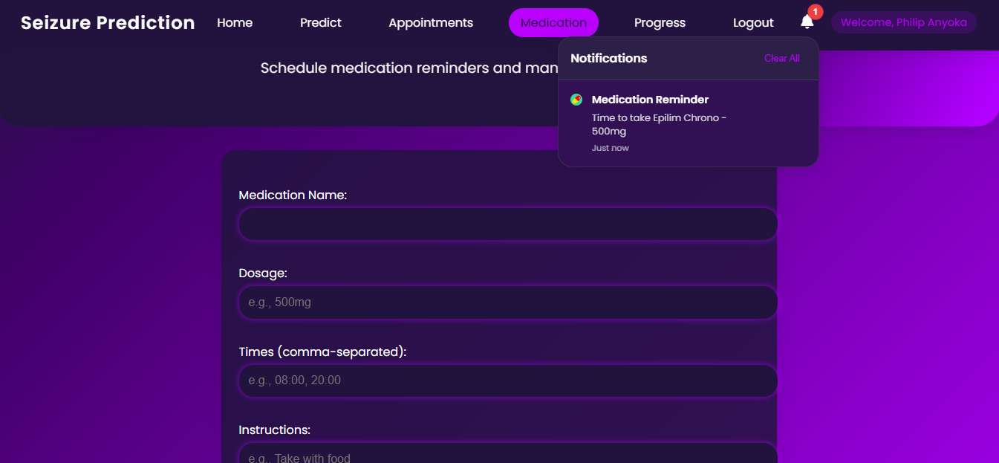 Seizure Prediction
Home
Predict
Appointments
Medication
Progress
Logout
1
Welcome, Philip Anyoka
Schedule medication reminders and man
Notifications
Clear All
Medication Reminder
Time to take Epilim Chrono -
500mg
Just now
Medication Name:
Dosage:
e.g., 500mg
Times (comma-separated):
e.g., 08:00, 20:00
Instructions:
e.g., Take with food